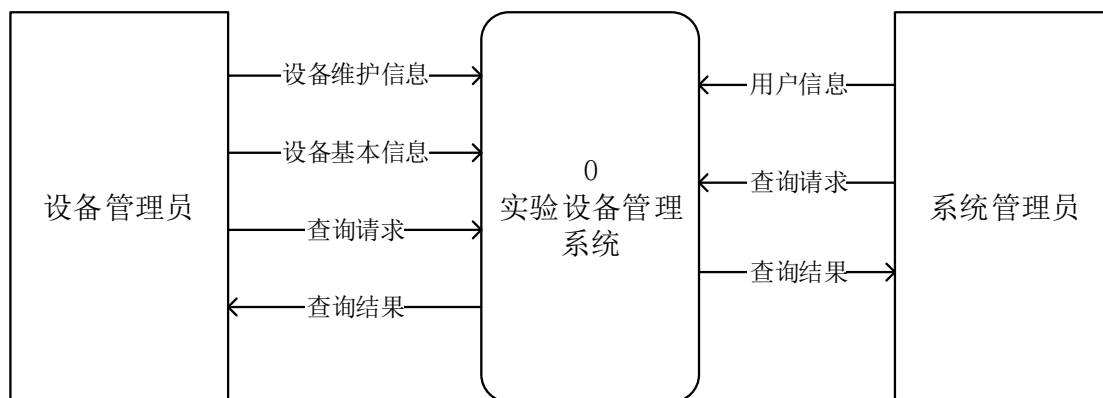 设备管理员
设备维护信息
设备基本信息
查询请求
查询结果
0
实验设备管理
系统
用户信息
查询请求
查询结果
系统管理员